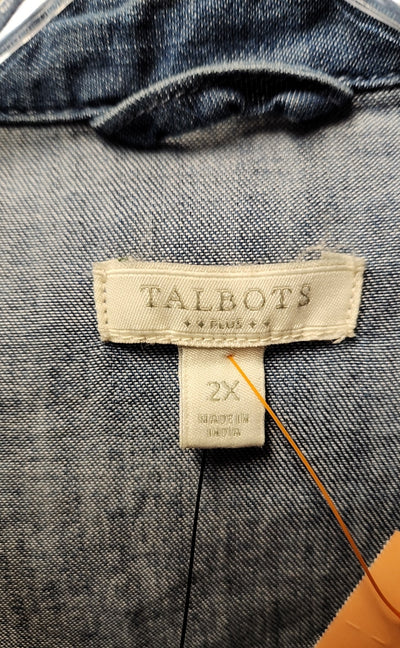 TALBOTS
PLUS
2X
MADE IN
INDIA